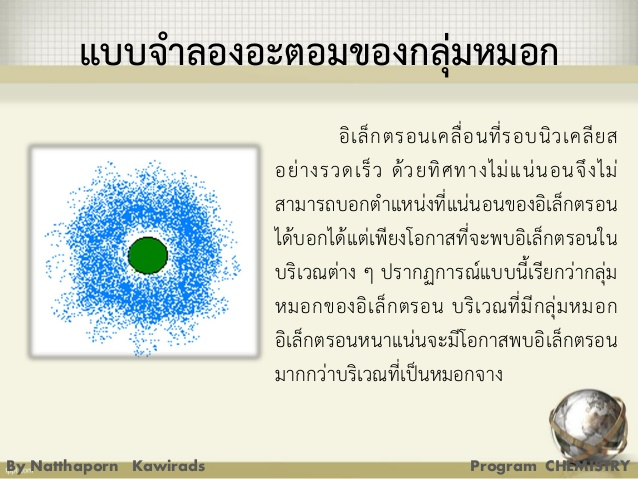 แบบจำลองอะตอมของกลุ่มหมอก
อิเล็กตรอนเคลื่อนที่รอบนิวเคลียส
อย่างรวดเร็ว ด้วยทิศทางไม่แน่นอนจึงไม่
สามารถบอกตำแหน่งที่แน่นอนของอิเล็กตรอน
ได้บอกได้แต่เพียงโอกาสที่จะพบอิเล็กตรอนใน
บริเวณต่าง ๆ ปรากฏการณ์แบบนี้เรียกว่ากลุ่ม
หมอกของอิเล็กตรอน บริเวณที่มีกลุ่มหมอก
อิเล็กตรอนหนาแน่นจะมีโอกาสพบอิเล็กตรอน
มากกว่าบริเวณที่เป็นหมอกจาง
By Natthaporn Kawirads
Program CHEMISTRY